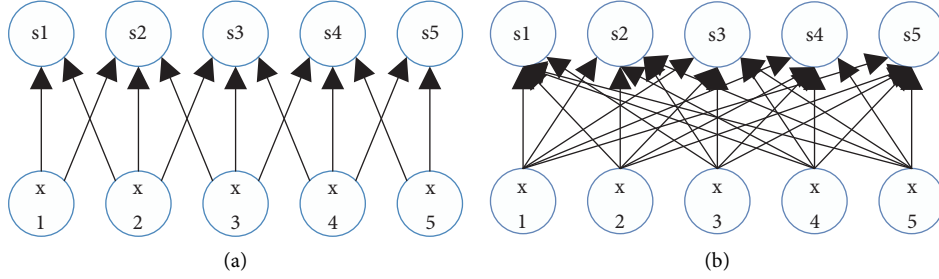 s1 s2 s3 s4 s5 s1 s2 s3 s4 s5
x x x x x x x x x x
1 2 3 4 5 1 2 3 4 5
(a) (b)